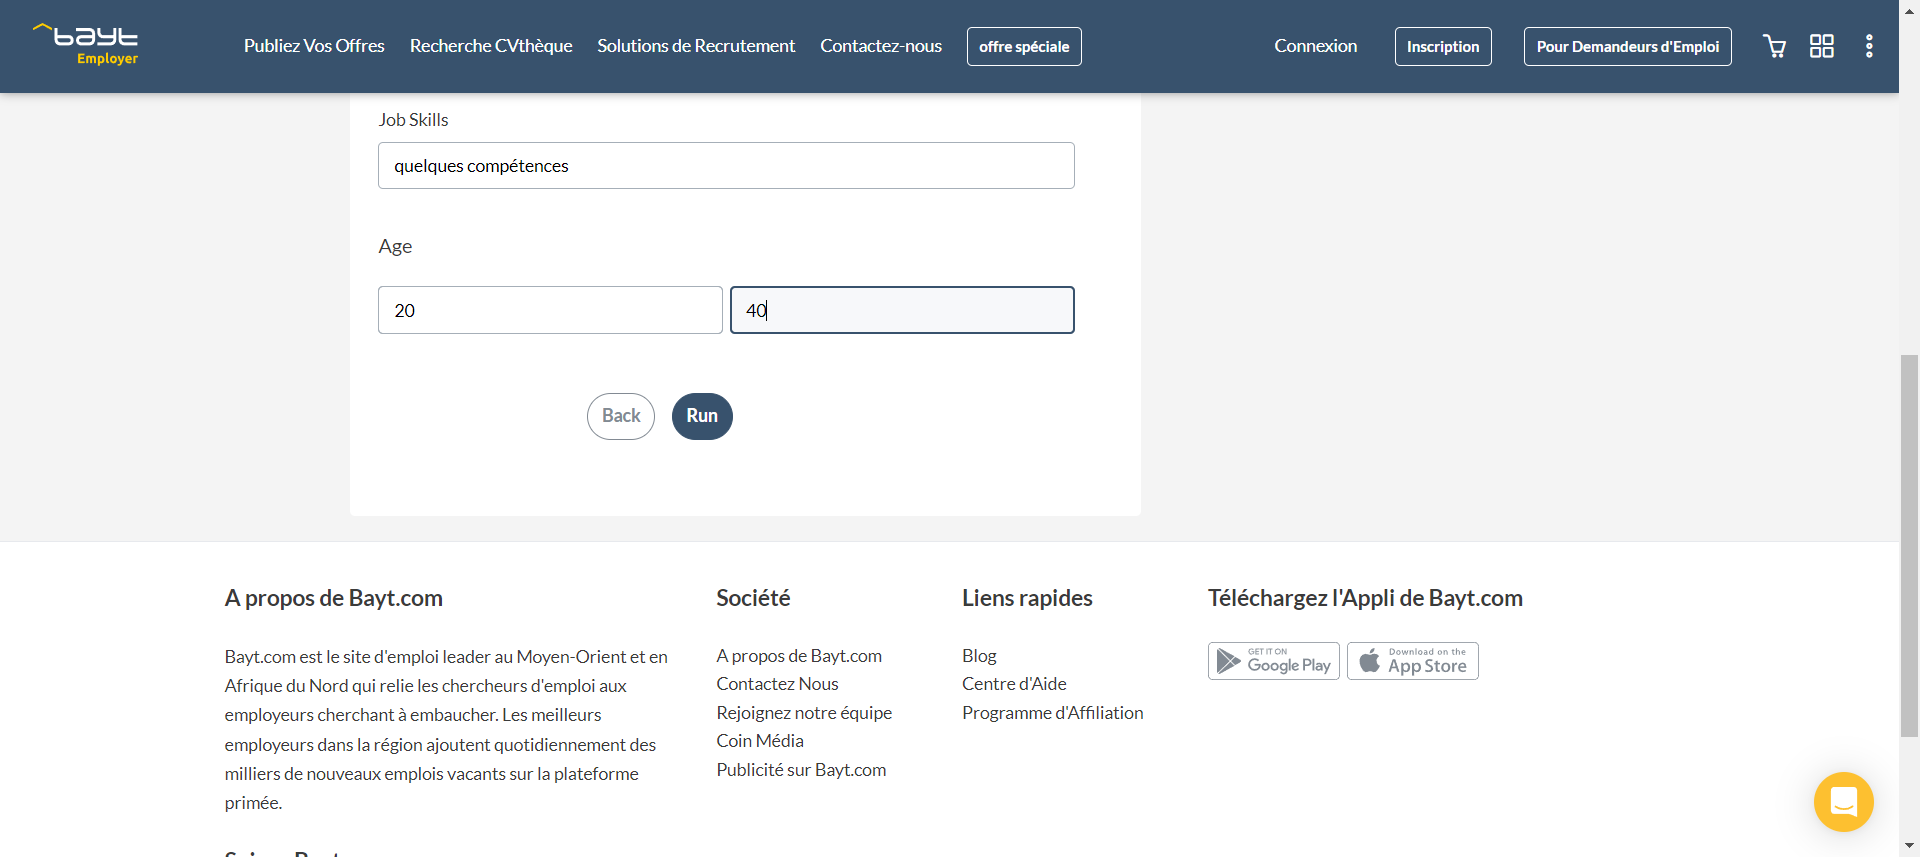 bayt
Employer
Publiez Vos Offres
Recherche CVthèque
Solutions de Recrutement
Contactez-nous
offre spéciale
Connexion
Inscription
Pour Demandeurs d'Emploi
Job Skills
quelques compétences
Age
20
40
Back
Run
A propos de Bayt.com
Bayt.com est le site d'emploi leader au Moyen-Orient et en
Afrique du Nord qui relie les chercheurs d'emploi aux
employeurs cherchant à embaucher. Les meilleurs
employeurs dans la région ajoutent quotidiennement des
milliers de nouveaux emplois vacants sur la plateforme
primée.
Société
A propos de Bayt.com
Contactez Nous
Rejoignez notre équipe
Coin Média
Publicité sur Bayt.com
Liens rapides
Blog
Centre d'Aide
Programme d'Affiliation
Téléchargez l'Appli de Bayt.com
GET IT ON
Google Play
Download on the
App Store